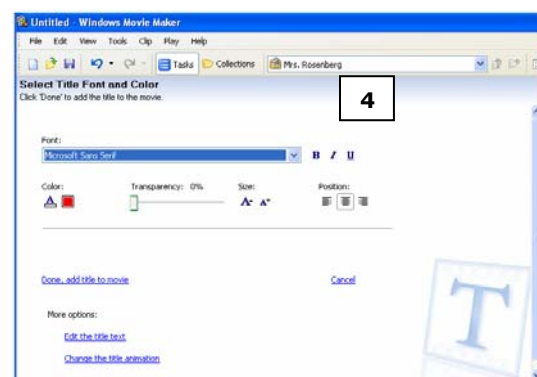 Untitled - Windows Movie Maker
File Edit View Tools Clip Play Help
Tasks Collections Mrs. Rosenberg
Select Title Font and Color
Click 'Done' to add the title to the movie.
4
Font:
Microsoft Sans Serif B I U
Color: Transparency: 0% Size: Position:
A A A
Done, add title to movie Cancel
More options:
Edit the title text
Change the title animation
T